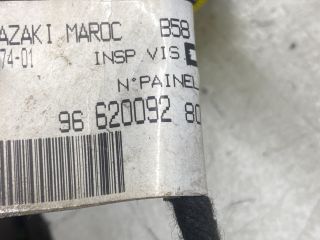 AZAKI MAROC B58
74-01 INSP.VIS.
N°PAINEL
96 620092 80